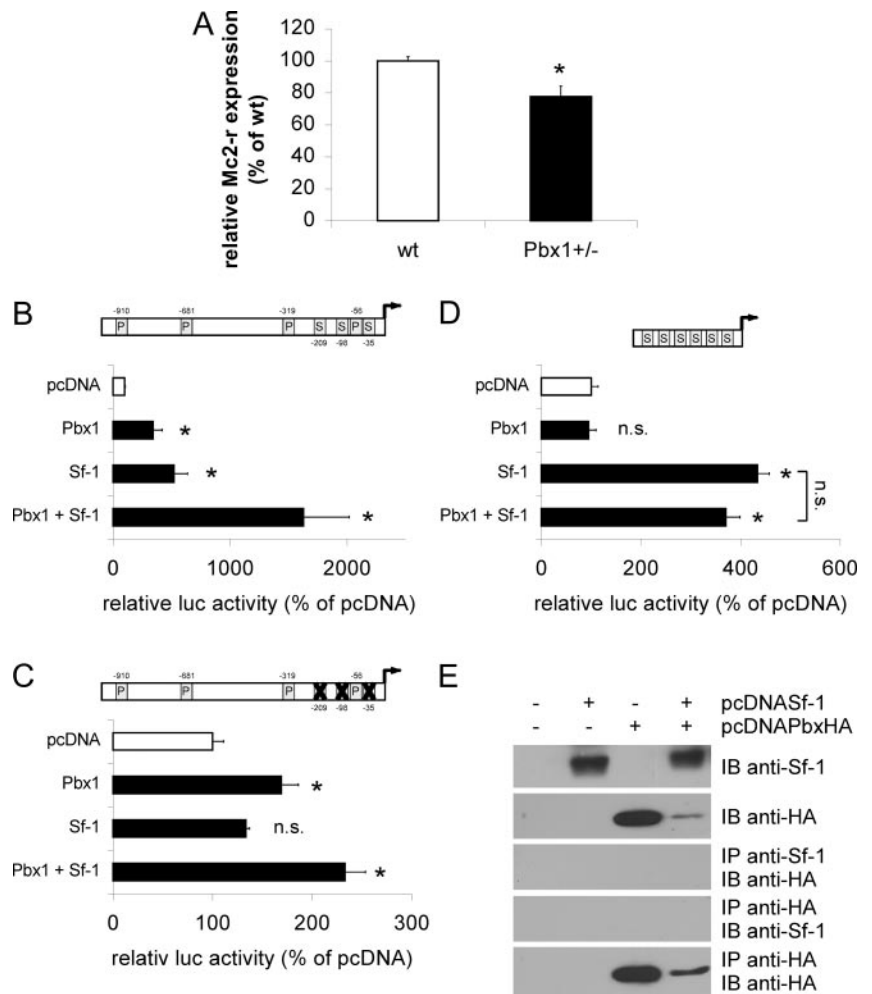 A
relative Mc2-r expression
(% of wt)
120
100
80
60
40
20
0
*
wt
Pbx1+/-
B
-910
-681
-319
-56
P
P
P
S
S
P
S
-209
-98
-35
pcDNA
Pbx1
*
Sf-1
*
Pbx1 + Sf-1
*
0
1000
2000
relative luc activity (% of pcDNA)
D
S
S
S
S
S
S
pcDNA
Pbx1
n.s.
Sf-1
*
Pbx1 + Sf-1
*
n.s.
0
200
400
600
relative luc activity (% of pcDNA)
C
-910
-681
-319
-56
P
P
P
X
X
P
X
-209
-98
-35
pcDNA
Pbx1
*
Sf-1
n.s.
Pbx1 + Sf-1
*
0
100
200
300
relativ luc activity (% of pcDNA)
E
- + - + pcDNASf-1
- - + + pcDNAPbxHA
IB anti-Sf-1
IB anti-HA
IP anti-Sf-1
IB anti-HA
IP anti-HA
IB anti-Sf-1
IP anti-HA
IB anti-HA